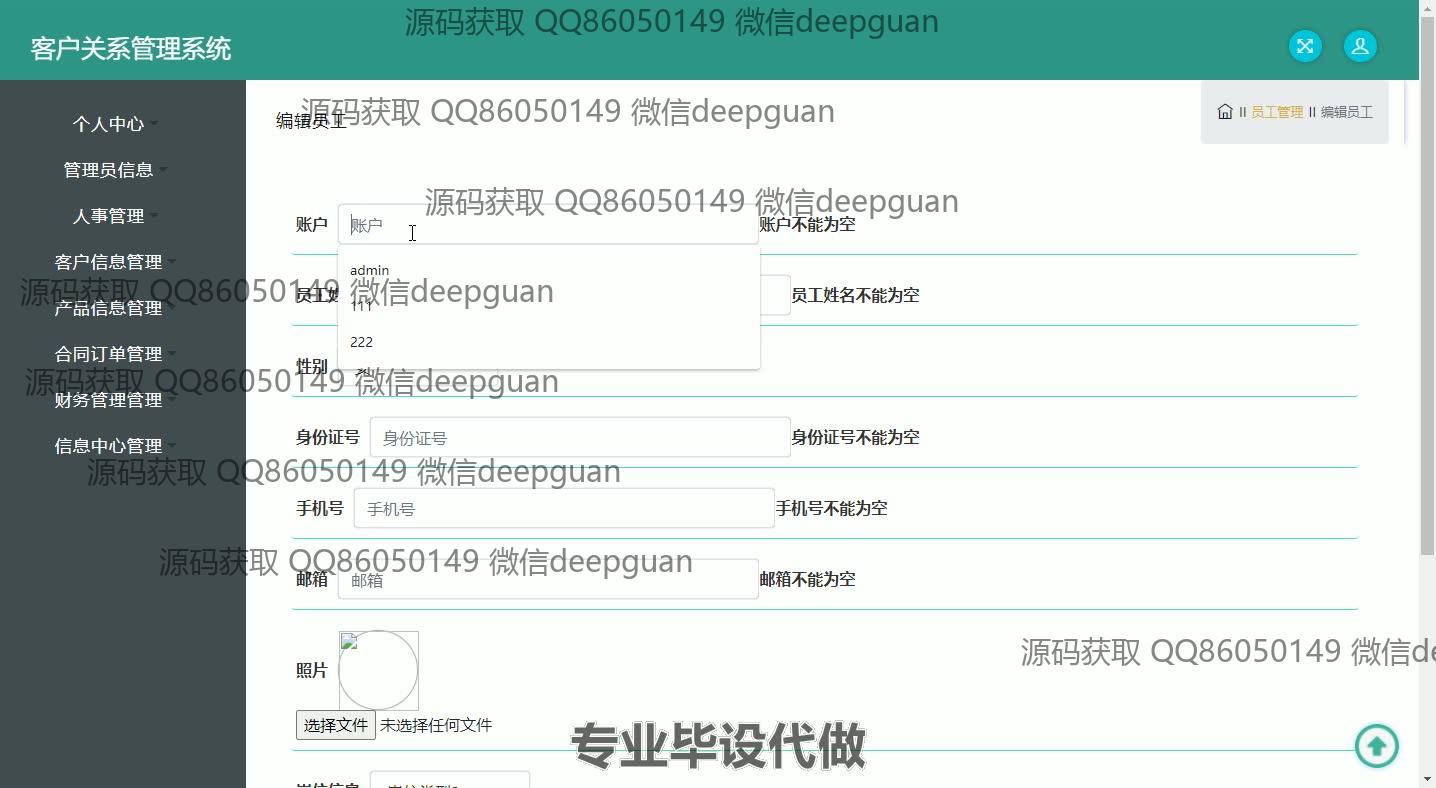 源码获取 QQ86050149 微信deepguan
客户关系管理系统
源码获取 QQ86050149 微信deepguan
编辑员工
II 员工管理 II 编辑员工
个人中心
管理员信息
人事管理
客户信息管理
产品信息管理
合同订单管理
财务管理管理
信息中心管理
源码获取 QQ86050149 微信deepguan
账户 账户 账户不能为空
admin
源码获取 QQ86050149 微信deepguan
员工姓 员工姓名不能为空
111
222
性别
源码获取 QQ86050149 微信deepguan
身份证号 身份证号 身份证号不能为空
源码获取 QQ86050149 微信deepguan
手机号 手机号 手机号不能为空
源码获取 QQ86050149 微信deepguan
邮箱 邮箱 邮箱不能为空
源码获取 QQ86050149 微信de
照片
选择文件 未选择任何文件
专业毕设代做